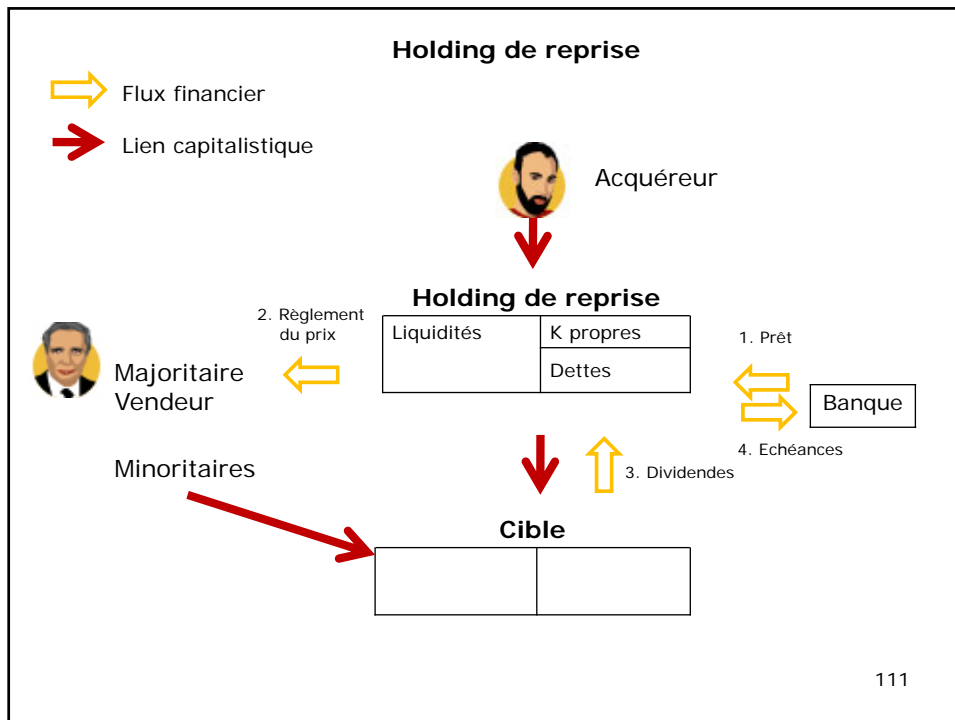 Holding de reprise
Flux financier
Lien capitalistique
Acquéreur
Holding de reprise
2. Règlement
du prix
Liquidités
K propres
Dettes
1. Prêt
Majoritaire
Vendeur
Banque
4. Echéances
Minoritaires
3. Dividendes
Cible
111